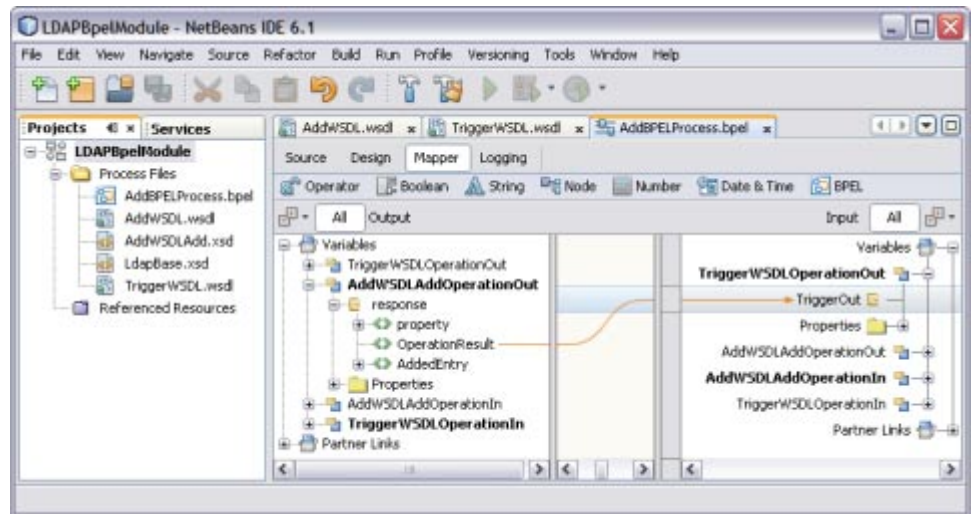 LDAPBpelModule - NetBeans IDE 6.1
File Edit View Navigate Source Refactor Build Run Profile Versioning Tools Window Help
Projects Services
LDAPBpelModule
Process Files
AddBPELProcess.bpel
AddWSDL.wsdl
AddWSDLAdd.xsd
LdapBase.xsd
TriggerWSDL.wsdl
Referenced Resources
AddWSDL.wsdl TriggerWSDL.wsdl AddBPELProcess.bpel
Source Design Mapper Logging
Operator Boolean String Node Number Date & Time BPEL
All Output Input All
Variables
TriggerWSDLOperationOut
AddWSDLAddOperationOut
response
property
OperationResult
AddedEntry
Properties
AddWSDLAddOperationIn
TriggerWSDLOperationIn
Partner Links
Variables
TriggerWSDLOperationOut
TriggerOut
Properties
AddWSDLAddOperationOut
AddWSDLAddOperationIn
TriggerWSDLOperationIn
Partner Links